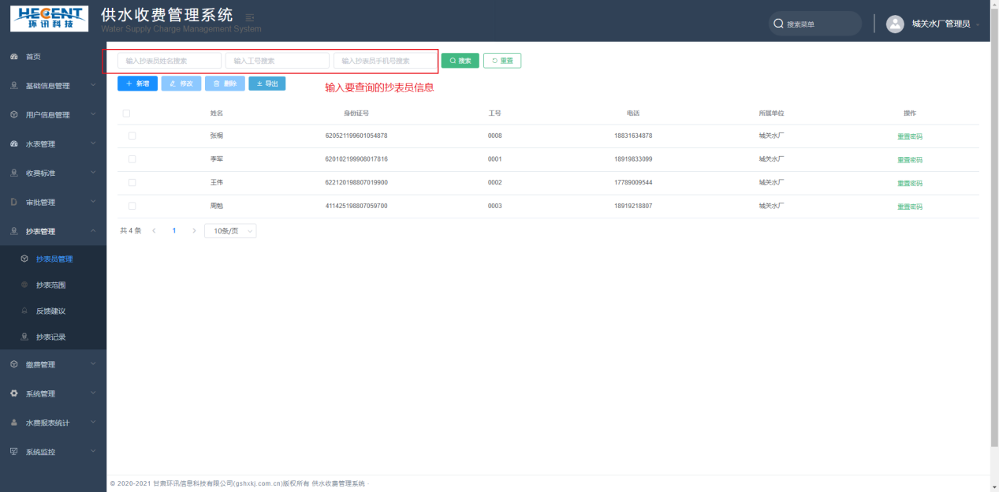 HECENT
环讯科技
供水收费管理系统
Water Supply Charge Management System
搜索菜单
城关水厂管理员
首页
基础信息管理
用户信息管理
水表管理
收费标准
审批管理
抄表管理
抄表员管理
抄表范围
反馈建议
抄表记录
缴费管理
系统管理
水费报表统计
系统监控
输入抄表员姓名搜索 输入工号搜索 输入抄表员手机号搜索 搜索 重置
新增 修改 删除 导出
输入要查询的抄表员信息
姓名 身份证号 工号 电话 所属单位 操作
张桐 620521199601054878 0008 18831634878 城关水厂 重置密码
李军 620102199908017816 0001 18919833099 城关水厂 重置密码
王伟 622120198807019900 0002 17789009544 城关水厂 重置密码
周勉 411425198807059700 0003 18919218807 城关水厂 重置密码
共 4 条 1 10条/页
© 2020-2021 甘肃环讯信息科技有限公司(gshxkj.com.cn)版权所有 供水收费管理系统